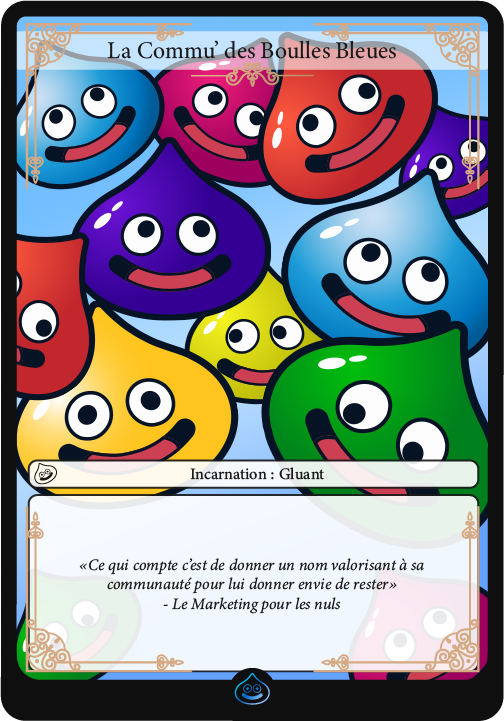 La Commu’ des Boulles Bleues
Incarnation : Gluant
«Ce qui compte c’est de donner un nom valorisant à sa
communauté pour lui donner envie de rester»
- Le Marketing pour les nuls